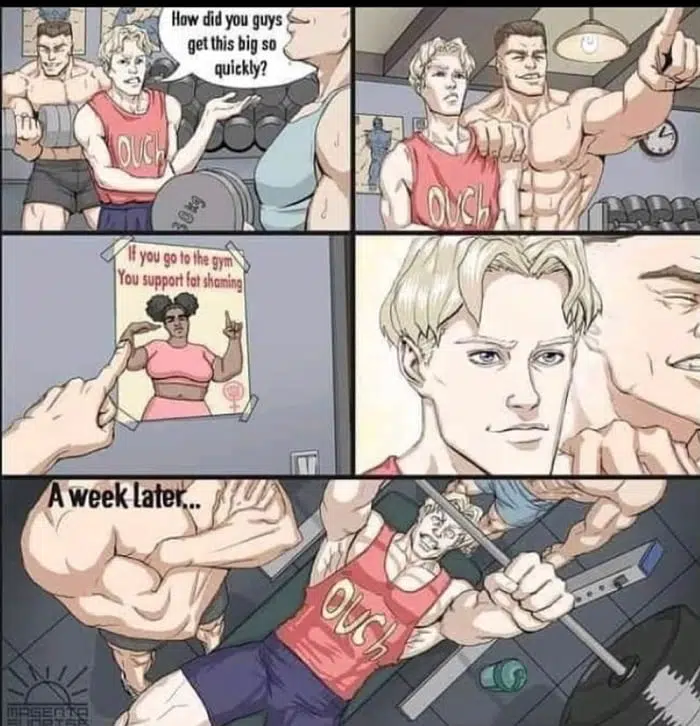 How did you guys
get this big so
quickly?
OUCH
30kg
OUCH
If you go to the gym
You support fat shaming
A week Later...
OUCH
MAGENTA